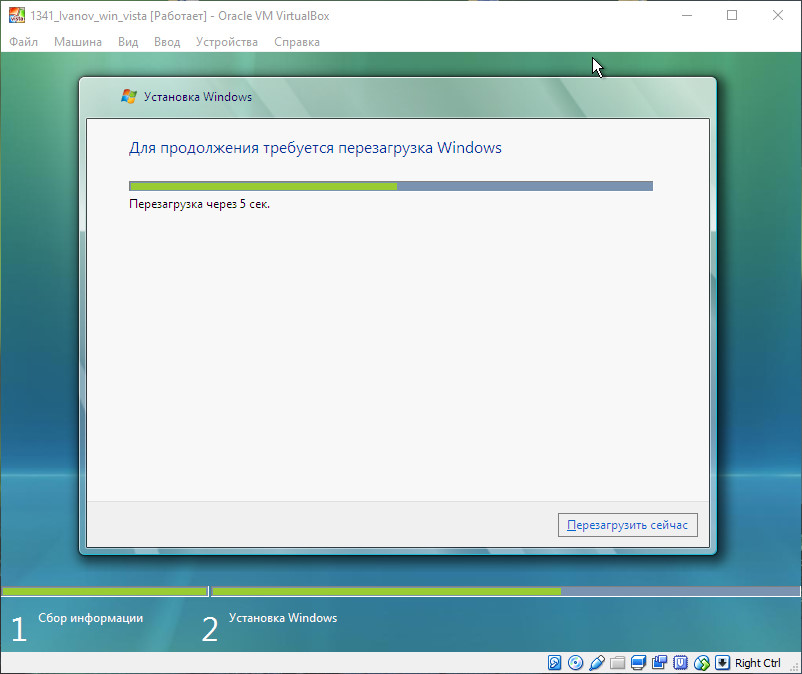 1341_Ivanov_win_vista [Работает] - Oracle VM VirtualBox
Файл Машина Вид Ввод Устройства Справка
Установка Windows
Для продолжения требуется перезагрузка Windows
Перезагрузка через 5 сек.
Перезагрузить сейчас
1 Сбор информации 2 Установка Windows
Right Ctrl